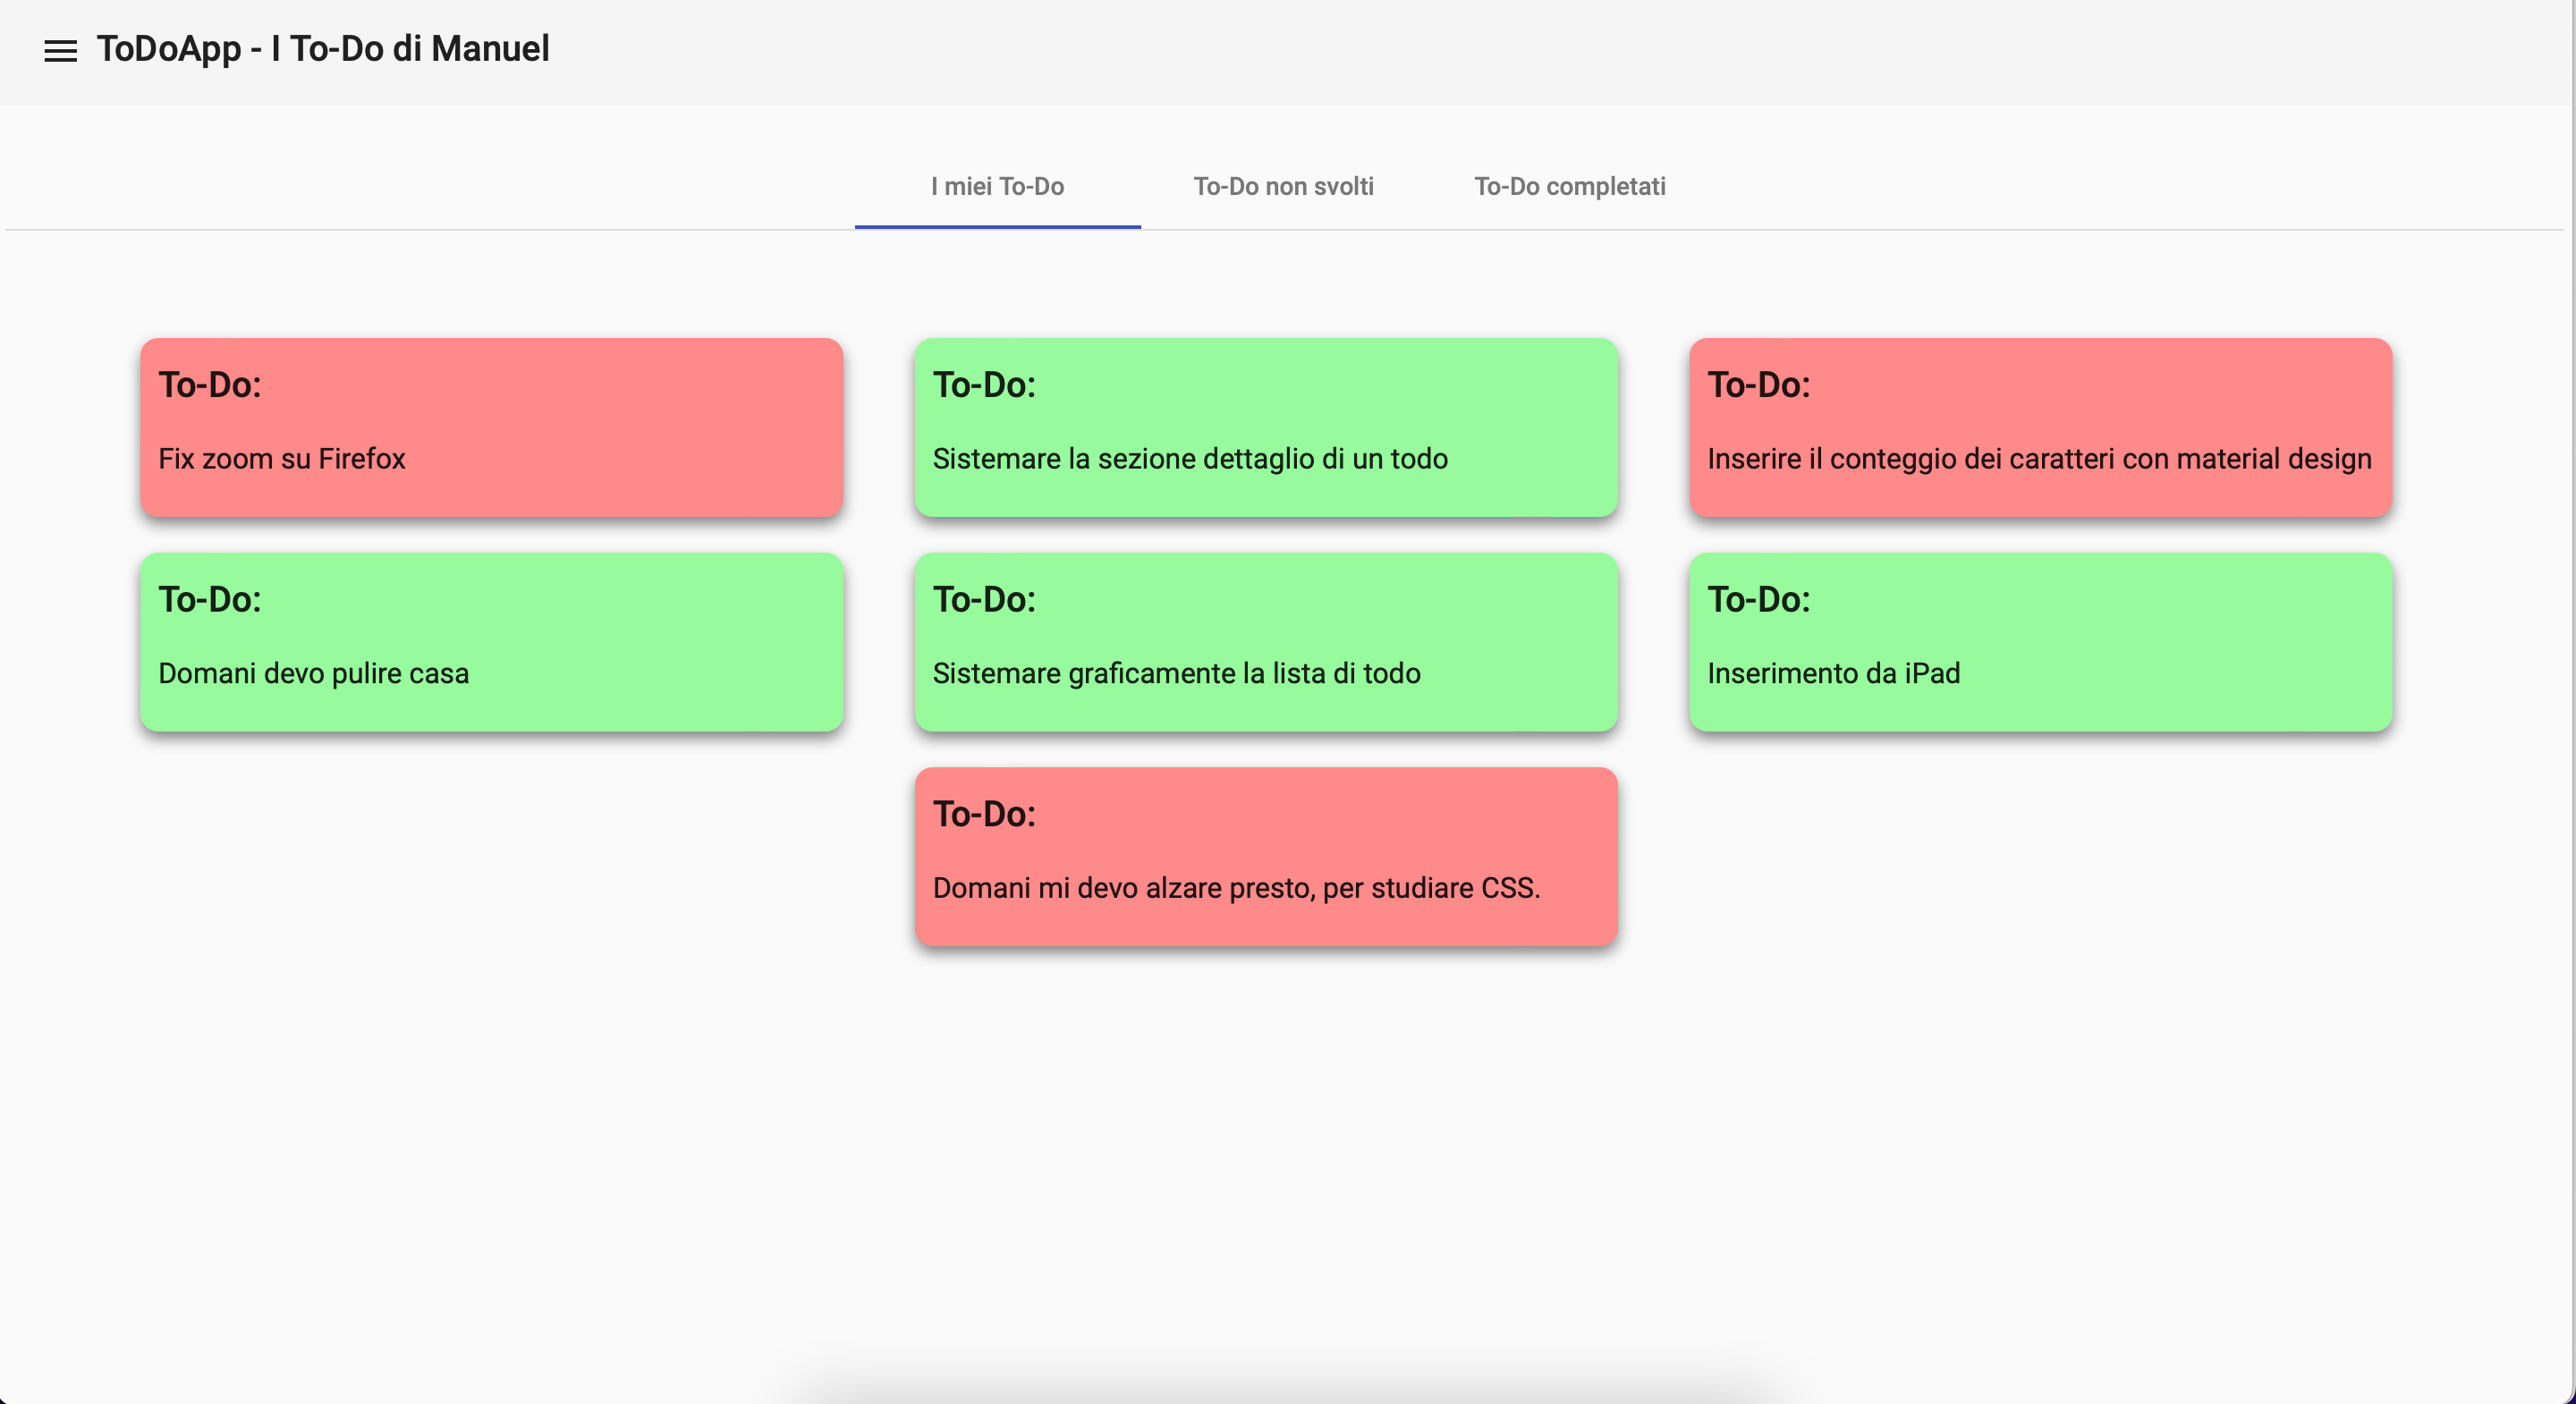 ToDoApp - I To-Do di Manuel
I miei To-Do
To-Do non svolti
To-Do completati
To-Do:
Fix zoom su Firefox
To-Do:
Sistemare la sezione dettaglio di un todo
To-Do:
Inserire il conteggio dei caratteri con material design
To-Do:
Domani devo pulire casa
To-Do:
Sistemare graficamente la lista di todo
To-Do:
Inserimento da iPad
To-Do:
Domani mi devo alzare presto, per studiare CSS.